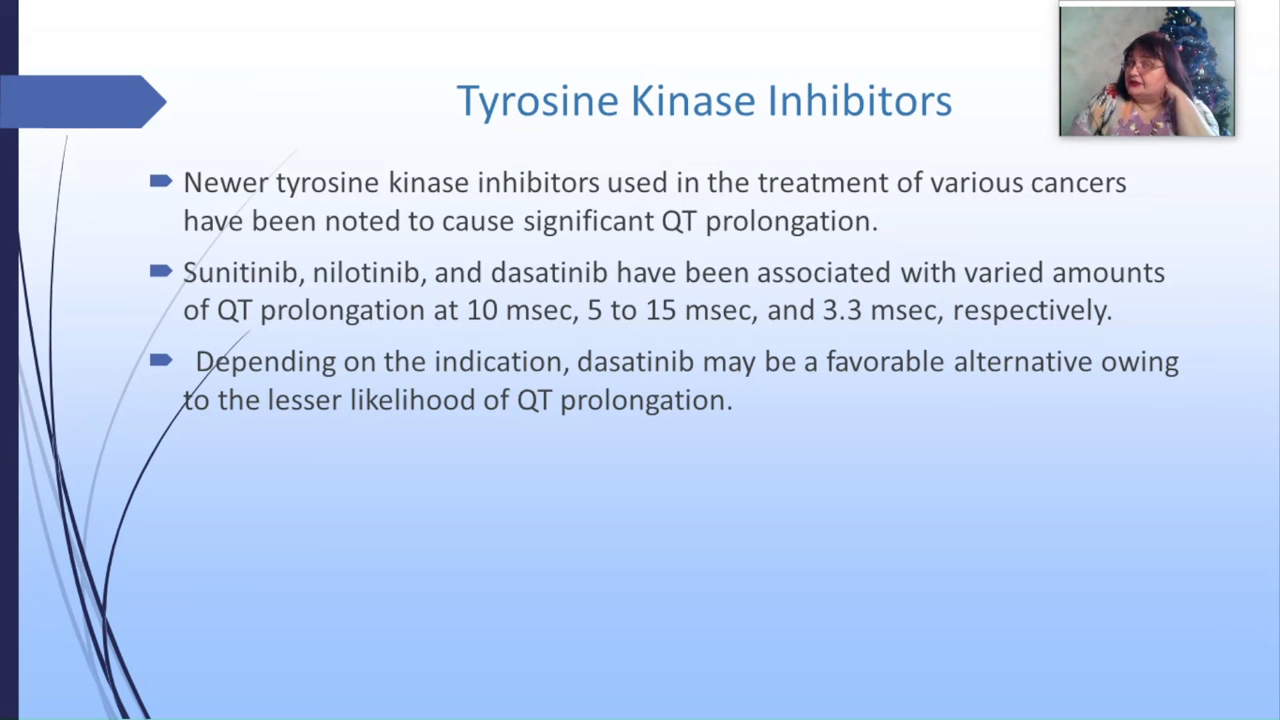 Tyrosine Kinase Inhibitors
Newer tyrosine kinase inhibitors used in the treatment of various cancers
have been noted to cause significant QT prolongation.
Sunitinib, nilotinib, and dasatinib have been associated with varied amounts
of QT prolongation at 10 msec, 5 to 15 msec, and 3.3 msec, respectively.
Depending on the indication, dasatinib may be a favorable alternative owing
to the lesser likelihood of QT prolongation.